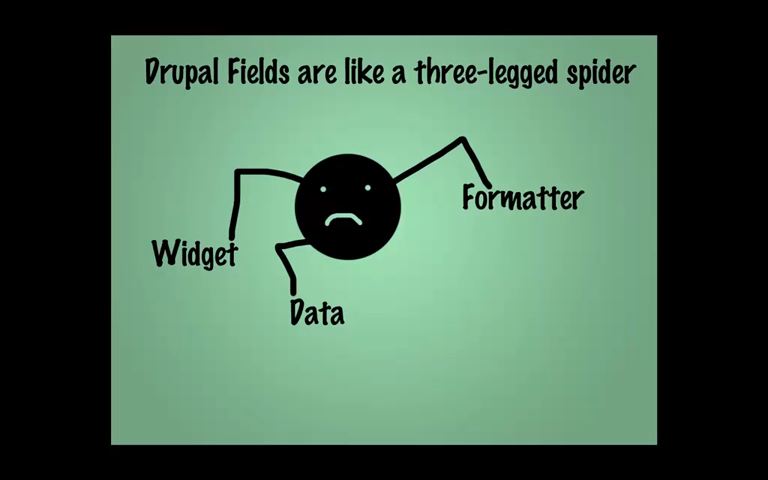 Drupal Fields are like a three-legged spider
Formatter
Widget
Data